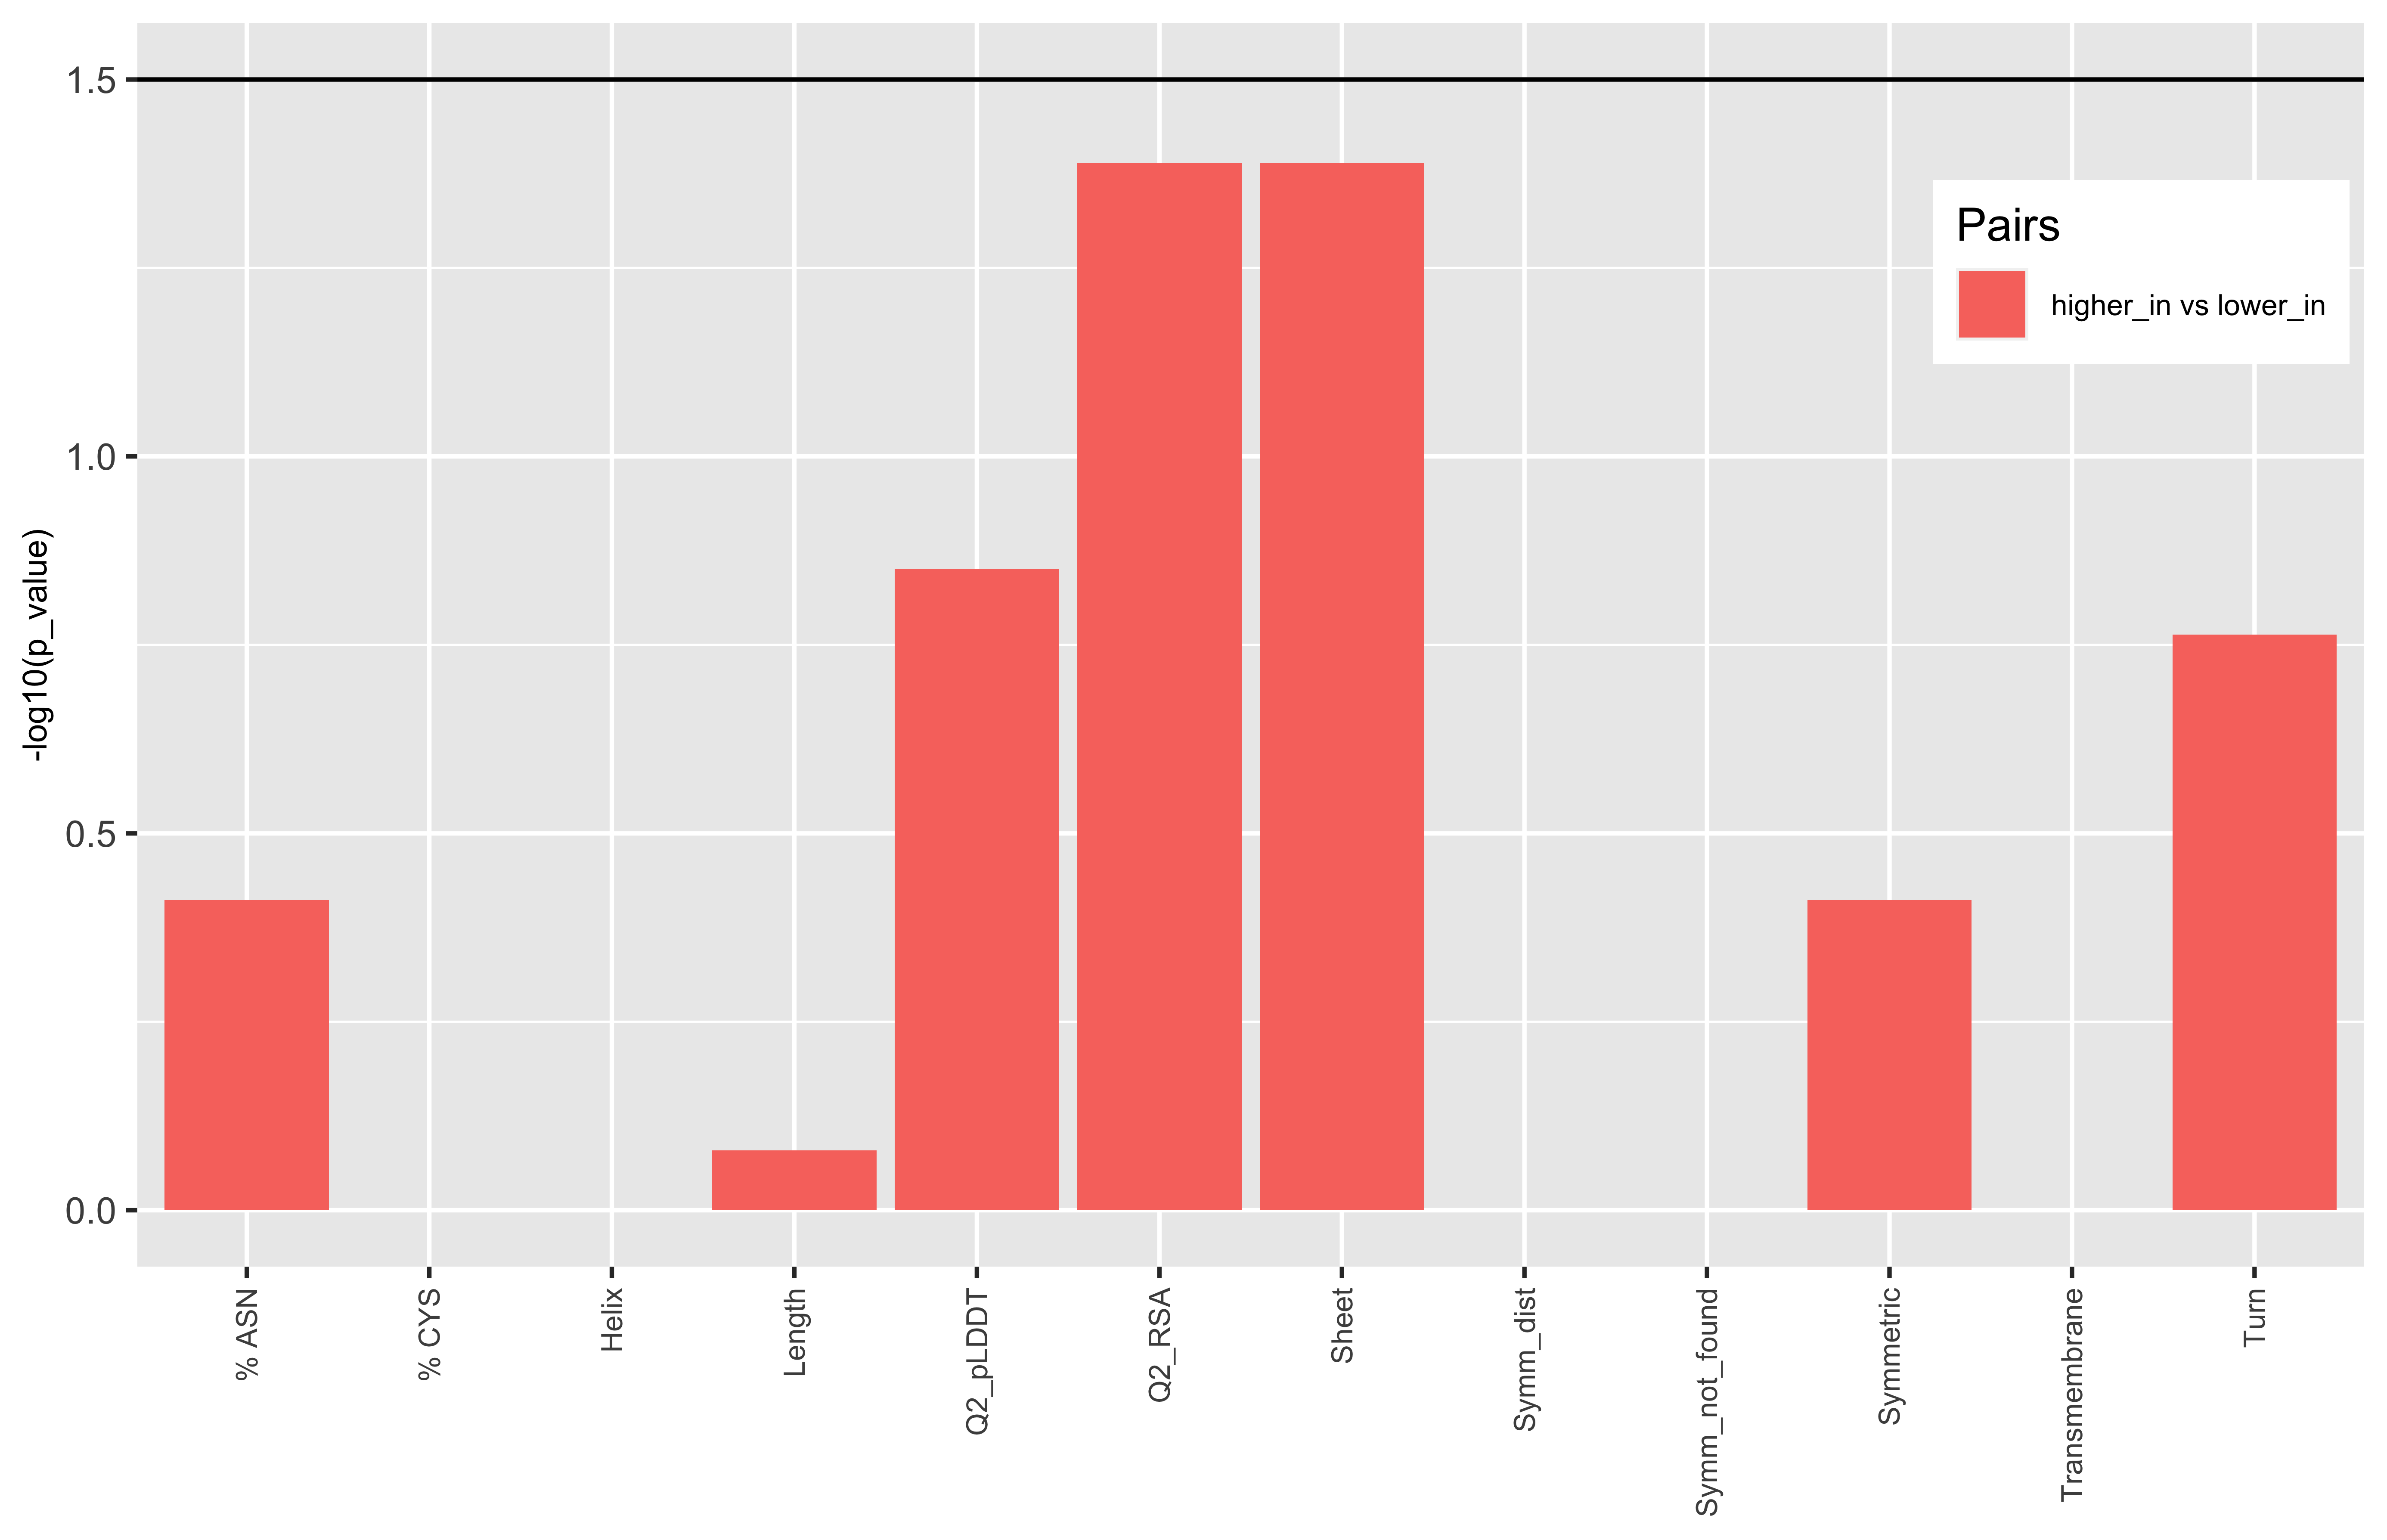 -log10(p_value)
1.5
1.0
0.5
0.0
Pairs
higher_in vs lower_in
% ASN
% CYS
Helix
Length
Q2_pLDDT
Q2_RSA
Sheet
Symm_dist
Symm_not_found
Symmetric
Transmembrane
Turn